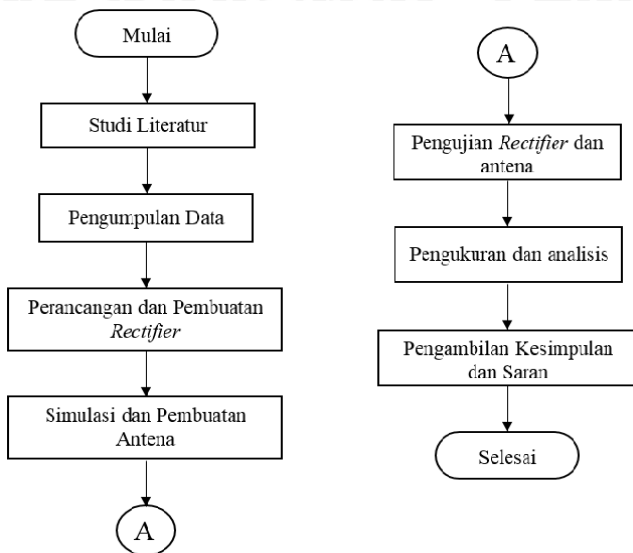 Mulai
Studi Literatur
Pengumpulan Data
Perancangan dan Pembuatan
Rectifier
Simulasi dan Pembuatan
Antena
A
A
Pengujian Rectifier dan
antena
Pengukuran dan analisis
Pengambilan Kesimpulan
dan Saran
Selesai